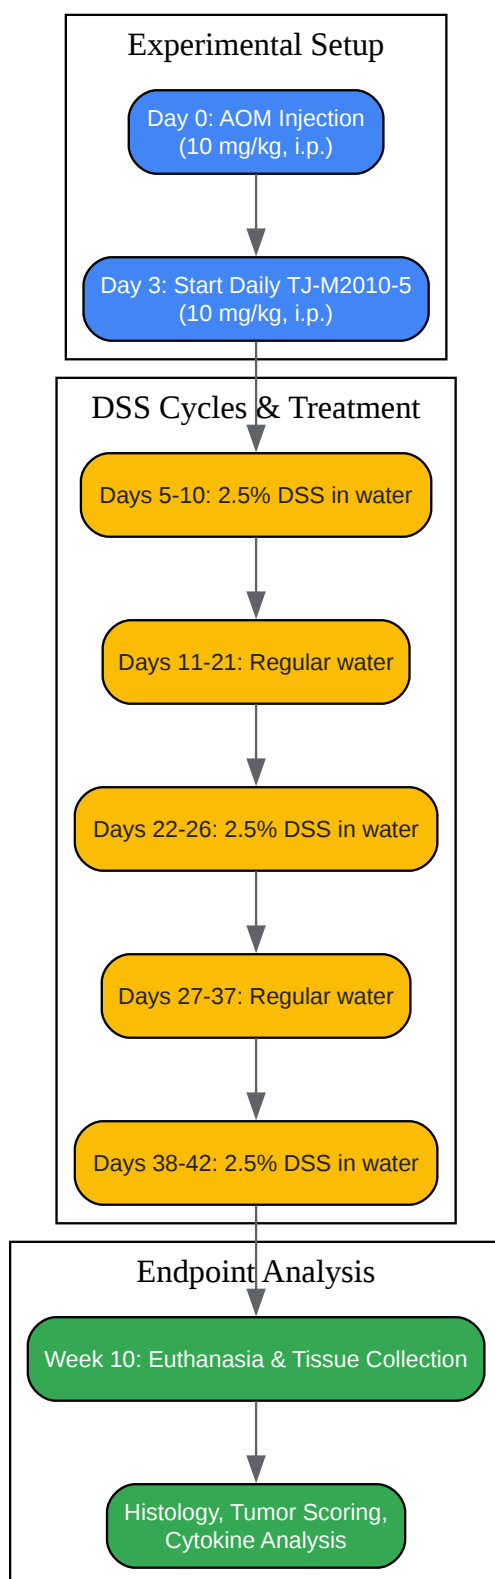 Experimental Setup
Day 0: AOM Injection
(10 mg/kg, i.p.)
Day 3: Start Daily TJ-M2010-5
(10 mg/kg, i.p.)
DSS Cycles & Treatment
Days 5-10: 2.5% DSS in water
Days 11-21: Regular water
Days 22-26: 2.5% DSS in water
Days 27-37: Regular water
Days 38-42: 2.5% DSS in water
Endpoint Analysis
Week 10: Euthanasia & Tissue Collection
Histology, Tumor Scoring,
Cytokine Analysis